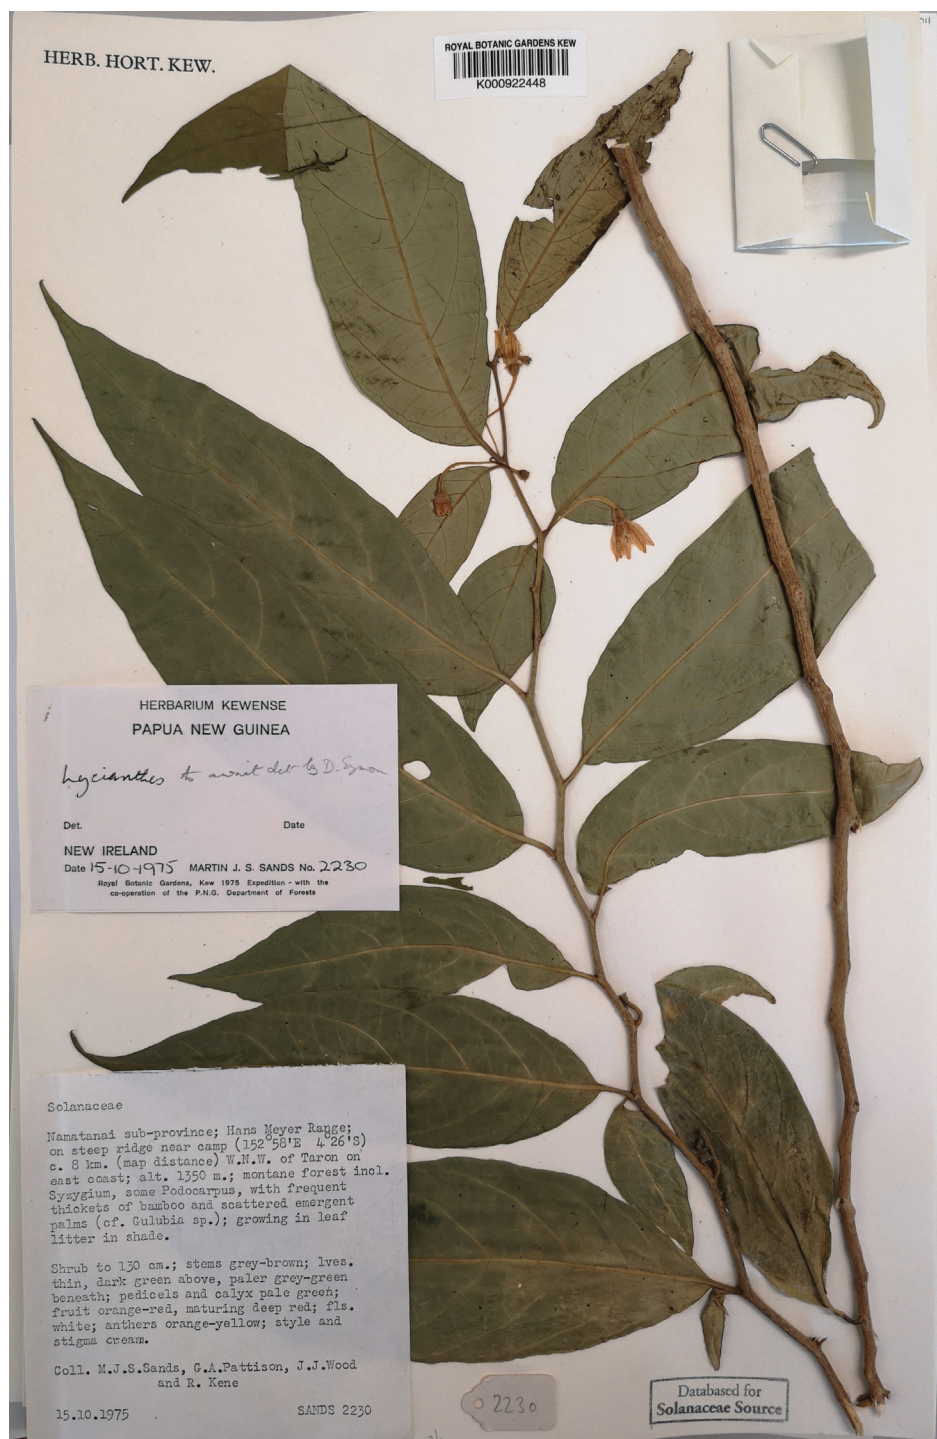 HERB. HORT. KEW.
ROYAL BOTANIC GARDENS KEW
K000922448
HERBARIUM KEWENSE
PAPUA NEW GUINEA
Lycianthes to await det by D. Symon
Det. Date
NEW IRELAND
Date 15-10-1975 MARTIN J. S. SANDS No. 2230
Royal Botanic Gardens, Kew 1975 Expedition - with the
co-operation of the P.N.G. Department of Forests
Solanaceae
Namatanai sub-province; Hans Meyer Range;
on steep ridge near camp (152°58'E 4°26'S)
c. 8 km. (map distance) W.N.W. of Taron on
east coast; alt. 1350 m.; montane forest incl.
Syzygium, some Podocarpus, with frequent
thickets of bamboo and scattered emergent
palms (cf. Gulubia sp.); growing in leaf
litter in shade.
Shrub to 130 cm.; stems grey-brown; lves.
thin, dark green above, paler grey-green
beneath; pedicels and calyx pale green;
fruit orange-red, maturing deep red; fls.
white; anthers orange-yellow; style and
stigma cream.
Coll. M.J.S.Sands, G.A.Pattison, J.J.Wood
and R. Kene
15.10.1975 SANDS 2230
2230
Databased for
Solanaceae Source